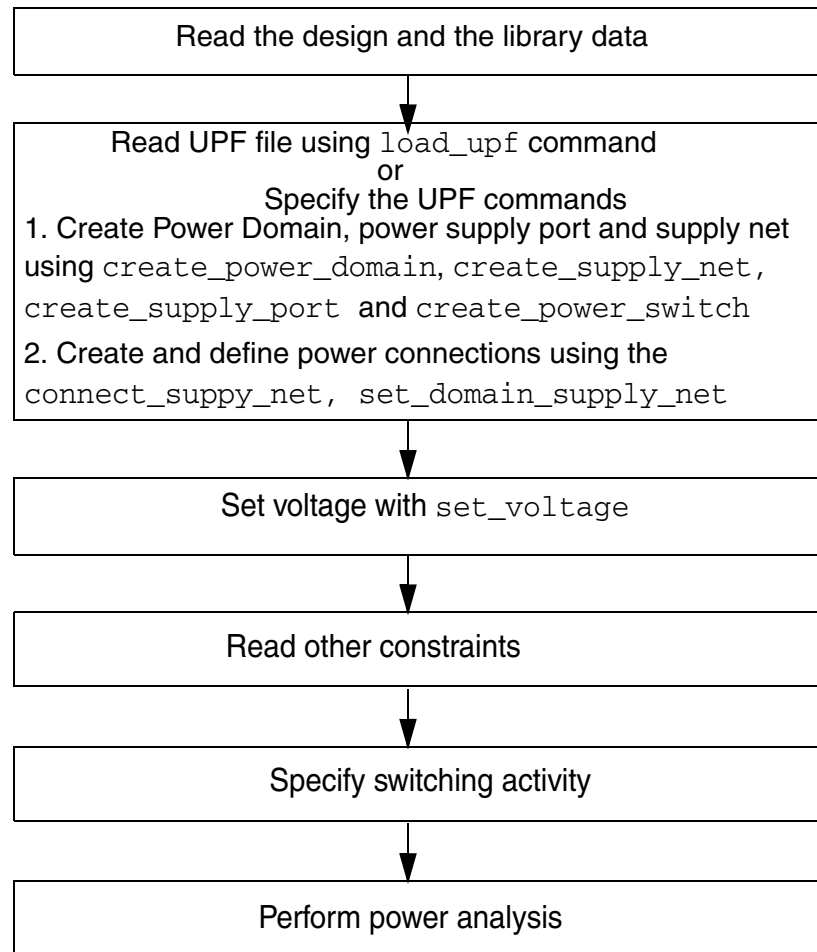 Read the design and the library data
Read UPF file using load_upf command
or
Specify the UPF commands
1. Create Power Domain, power supply port and supply net
using create_power_domain, create_supply_net,
create_supply_port and create_power_switch
2. Create and define power connections using the
connect_suppy_net, set_domain_supply_net
Set voltage with set_voltage
Read other constraints
Specify switching activity
Perform power analysis